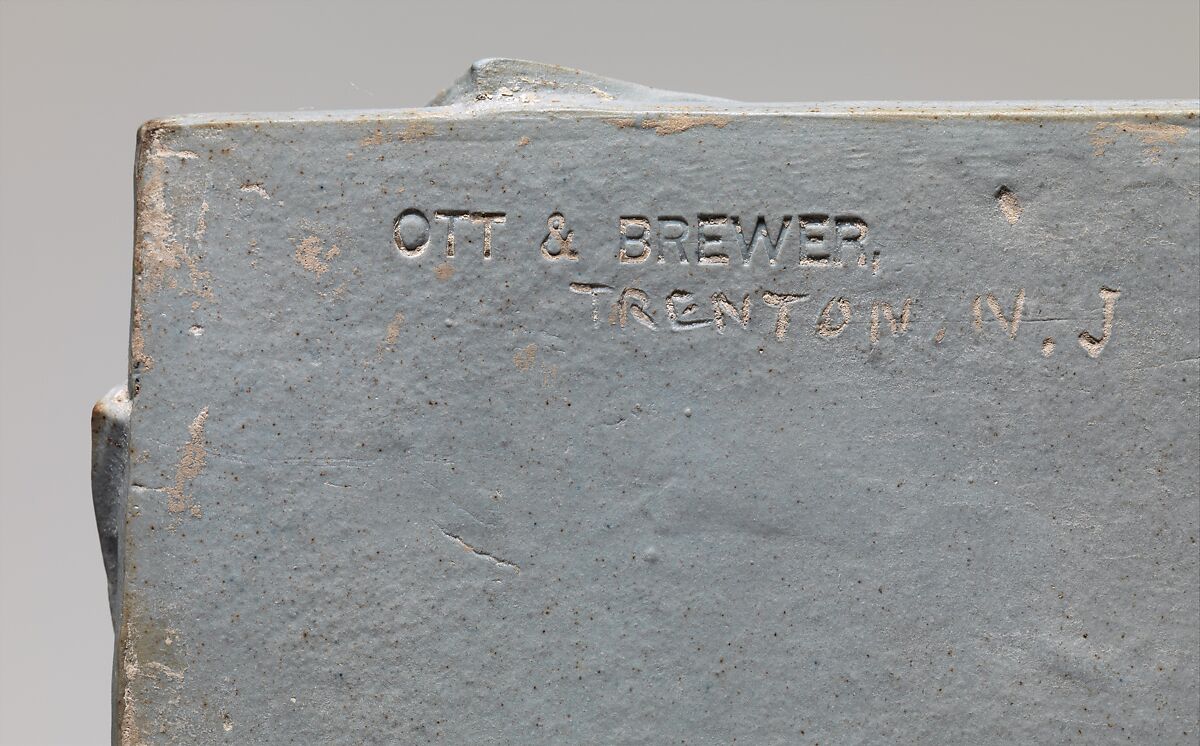 OTT & BREWER,
TRENTON, N.J